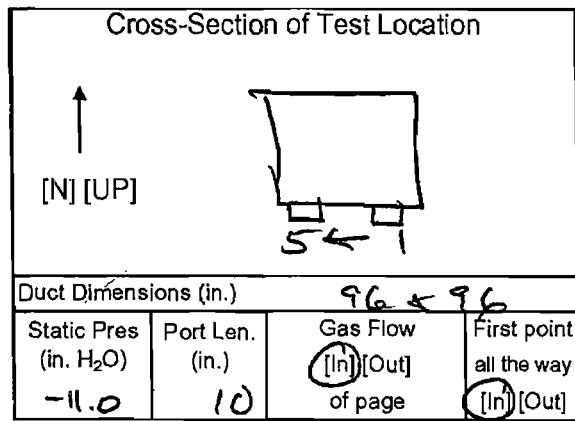 Cross-Section of Test Location
[N] [UP]
5 ← 1
Duct Dimensions (in.) 96 x 96
Static Pres (in. H₂O) -11.0
Port Len. (in.) 10
Gas Flow [In] [Out] of page
First point all the way [In] [Out]